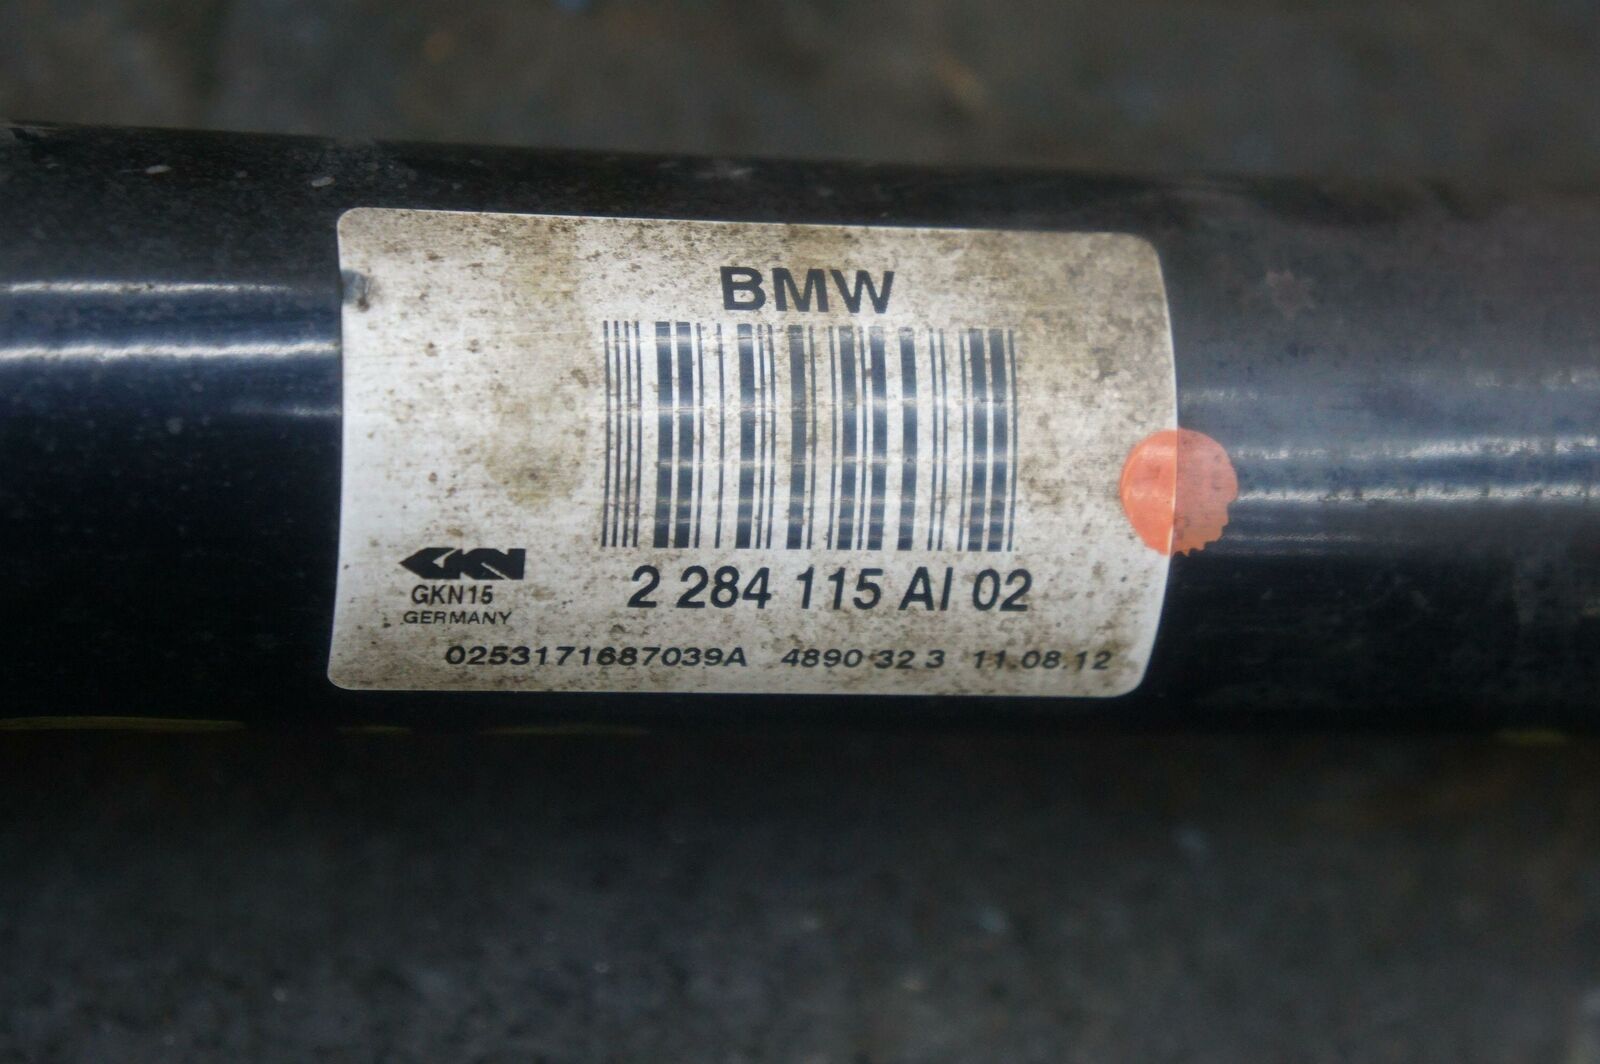 BMW
GKN
GKN15
GERMANY
2 284 115 AI 02
0253171687039A 4890 32 3 11.08.12